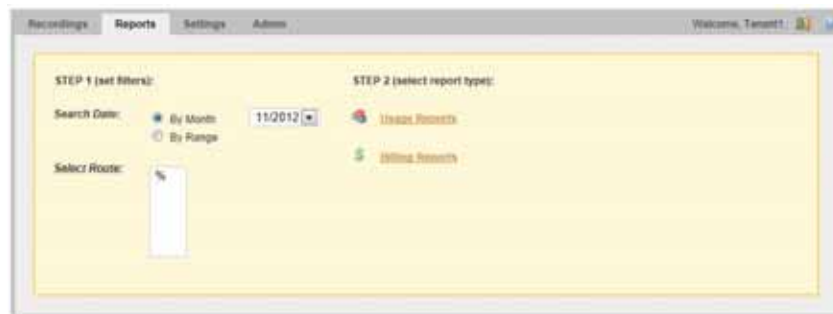 Recordings Reports Settings Admin Welcome, Tenant1
STEP 1 (set filters): STEP 2 (select report type):
Search Date: By Month 11/2012 Usage Reports
By Range
Billing Reports
Select Route: %